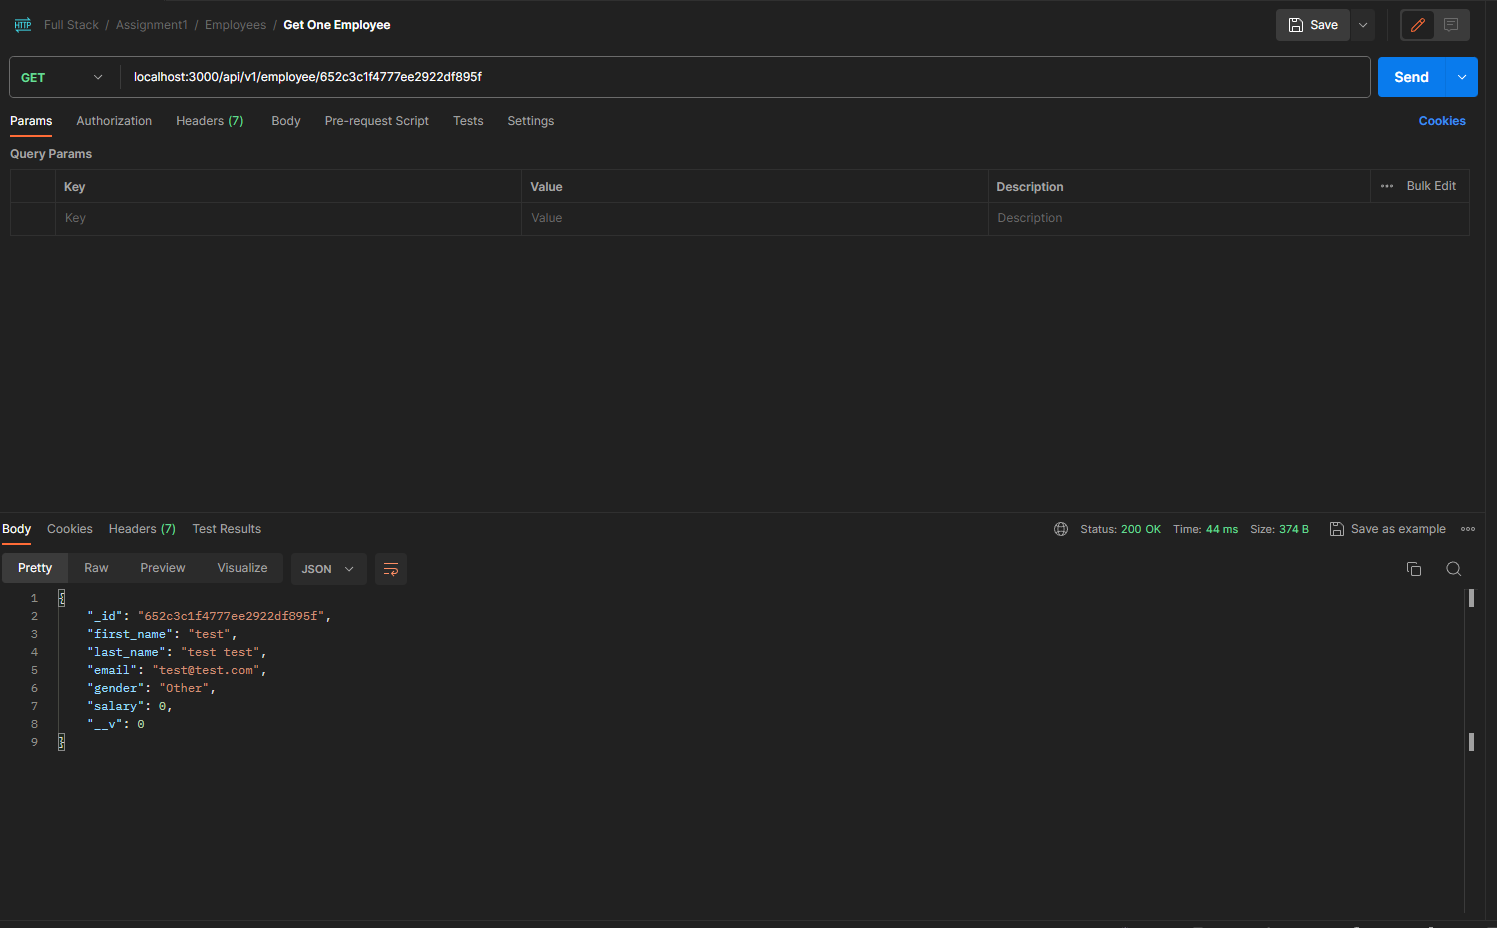 HTTP Full Stack / Assignment1 / Employees / Get One Employee Save
GET localhost:3000/api/v1/employee/652c3c1f4777ee2922df895f Send
Params Authorization Headers (7) Body Pre-request Script Tests Settings Cookies
Query Params
Key Value Description ••• Bulk Edit
Key Value Description
Body Cookies Headers (7) Test Results Status: 200 OK Time: 44 ms Size: 374 B Save as example
Pretty Raw Preview Visualize JSON
1 {
2 "_id": "652c3c1f4777ee2922df895f",
3 "first_name": "test",
4 "last_name": "test test",
5 "email": "test@test.com",
6 "gender": "Other",
7 "salary": 0,
8 "__v": 0
9 }